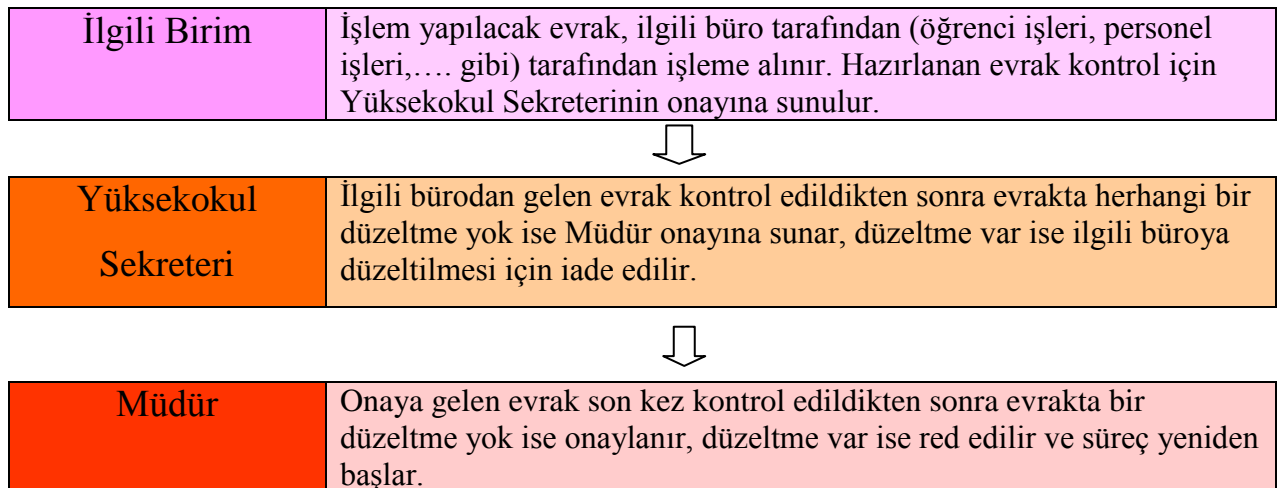 İlgili Birim
İşlem yapılacak evrak, ilgili büro tarafından (öğrenci işleri, personel
işleri,…. gibi) tarafından işleme alınır. Hazırlanan evrak kontrol için
Yüksekokul Sekreterinin onayına sunulur.
Yüksekokul
Sekreteri
İlgili bürodan gelen evrak kontrol edildikten sonra evrakta herhangi bir
düzeltme yok ise Müdür onayına sunar, düzeltme var ise ilgili büroya
düzeltilmesi için iade edilir.
Müdür
Onaya gelen evrak son kez kontrol edildikten sonra evrakta bir
düzeltme yok ise onaylanır, düzeltme var ise red edilir ve süreç yeniden
başlar.